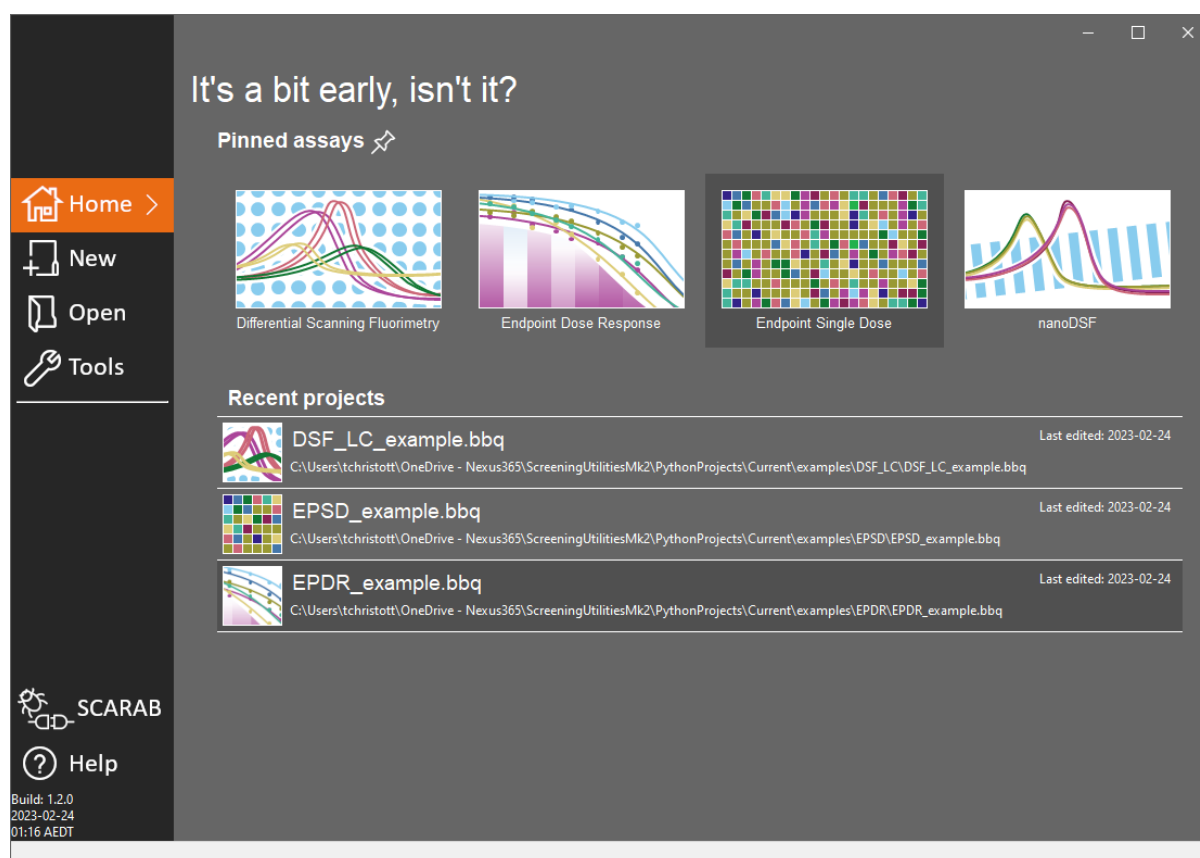 It's a bit early, isn't it?
Pinned assays
Home
New
Open
Tools
Differential Scanning Fluorimetry
Endpoint Dose Response
Endpoint Single Dose
nanoDSF
Recent projects
DSF_LC_example.bbq
Last edited: 2023-02-24
C:\Users\tchristott\OneDrive - Nexus365\ScreeningUtilitiesMk2\PythonProjects\Current\examples\DSF_LC\DSF_LC_example.bbq
EPSD_example.bbq
Last edited: 2023-02-24
C:\Users\tchristott\OneDrive - Nexus365\ScreeningUtilitiesMk2\PythonProjects\Current\examples\EPSD\EPSD_example.bbq
EPDR_example.bbq
Last edited: 2023-02-24
C:\Users\tchristott\OneDrive - Nexus365\ScreeningUtilitiesMk2\PythonProjects\Current\examples\EPDR\EPDR_example.bbq
SCARAB
Help
Build: 1.2.0
2023-02-24
01:16 AEDT